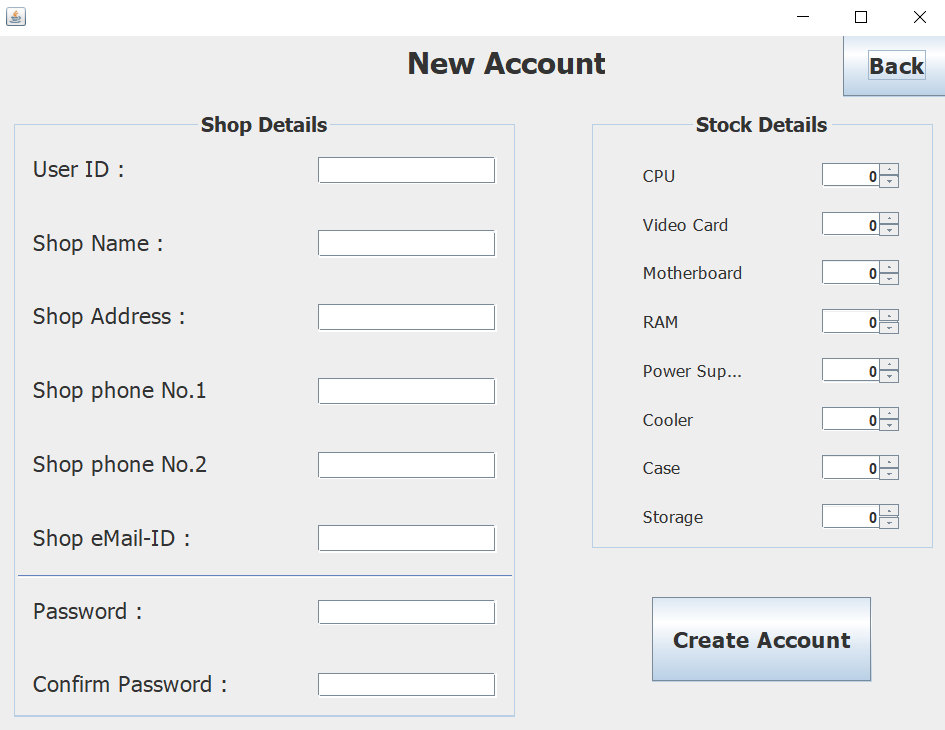 New Account
Back
Shop Details
User ID :
Shop Name :
Shop Address :
Shop phone No.1
Shop phone No.2
Shop eMail-ID :
Password :
Confirm Password :
Stock Details
CPU 0
Video Card 0
Motherboard 0
RAM 0
Power Sup... 0
Cooler 0
Case 0
Storage 0
Create Account